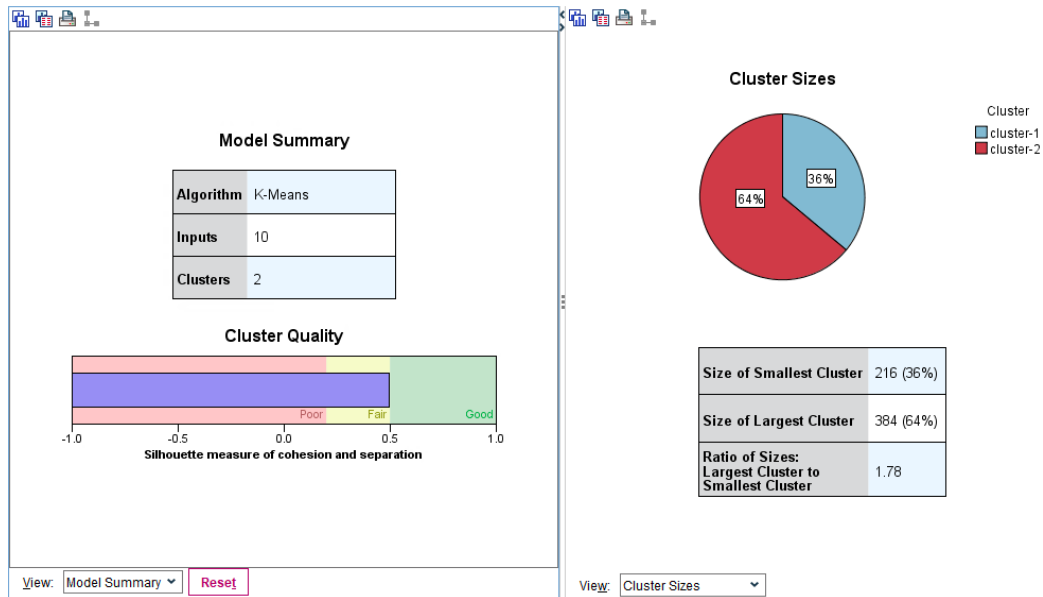 Model Summary
Algorithm K-Means
Inputs 10
Clusters 2
Cluster Quality
Poor Fair Good
-1.0 -0.5 0.0 0.5 1.0
Silhouette measure of cohesion and separation
View: Model Summary Reset
Cluster Sizes
Cluster
cluster-1
cluster-2
36%
64%
Size of Smallest Cluster 216 (36%)
Size of Largest Cluster 384 (64%)
Ratio of Sizes:
Largest Cluster to
Smallest Cluster 1.78
View: Cluster Sizes